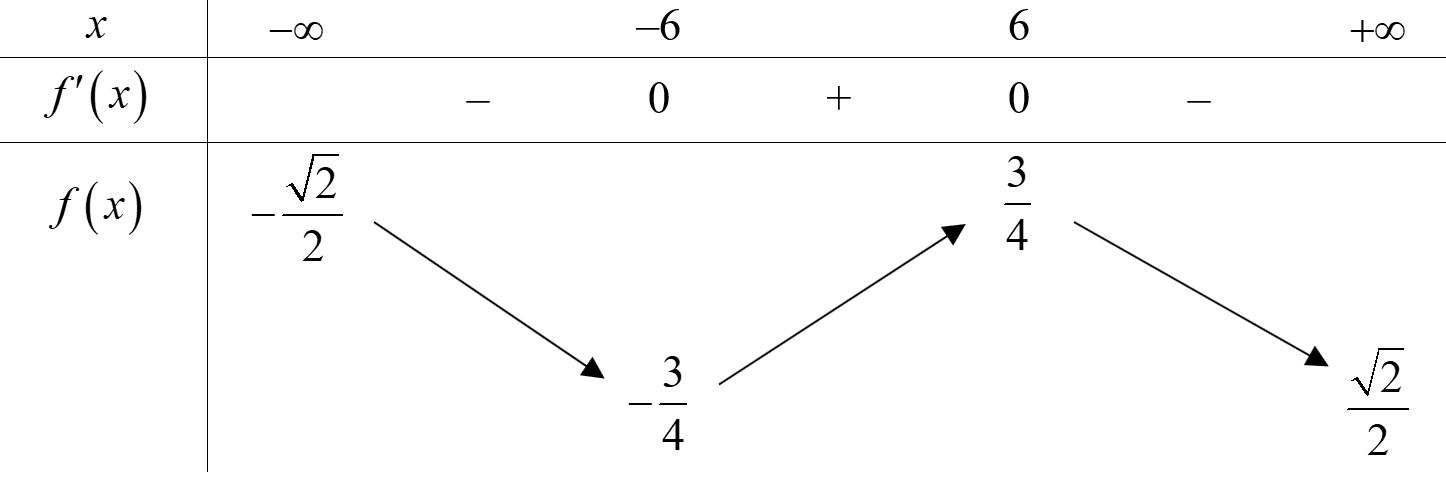 x −∞ −6 6 +∞
f′(x) − 0 + 0 −
f(x) −√2/2 −3/4 3/4 √2/2